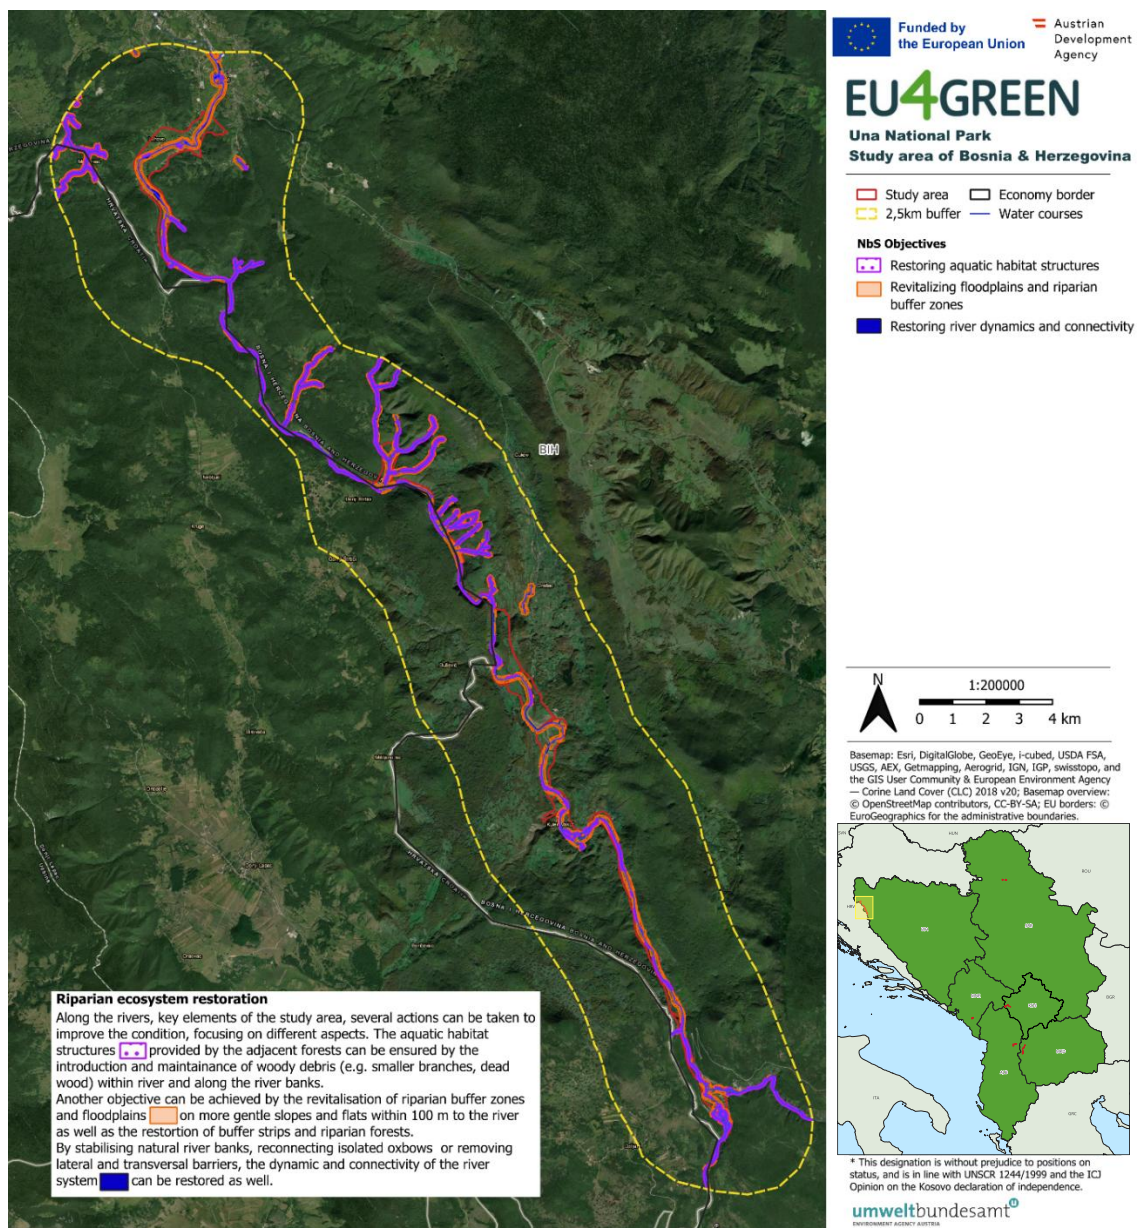 Funded by
the European Union
Austrian
Development
Agency
EU4GREEN
Una National Park
Study area of Bosnia & Herzegovina
Study area
Economy border
2,5km buffer
Water courses
NbS Objectives
Restoring aquatic habitat structures
Revitalizing floodplains and riparian
buffer zones
Restoring river dynamics and connectivity
BIH
N
1:200000
0 1 2 3 4 km
Basemap: Esri, DigitalGlobe, GeoEye, i-cubed, USDA FSA,
USGS, AEX, Getmapping, Aerogrid, IGN, IGP, swisstopo, and
the GIS User Community & European Environment Agency
— Corine Land Cover (CLC) 2018 v20; Basemap overview:
© OpenStreetMap contributors, CC-BY-SA; EU borders: ©
EuroGeographics for the administrative boundaries.
Riparian ecosystem restoration
Along the rivers, key elements of the study area, several actions can be taken to
improve the condition, focusing on different aspects. The aquatic habitat
structures provided by the adjacent forests can be ensured by the
introduction and maintainance of woody debris (e.g. smaller branches, dead
wood) within river and along the river banks.
Another objective can be achieved by the revitalisation of riparian buffer zones
and floodplains on more gentle slopes and flats within 100 m to the river
as well as the restortion of buffer strips and riparian forests.
By stabilising natural river banks, reconnecting isolated oxbows or removing
lateral and transversal barriers, the dynamic and connectivity of the river
system can be restored as well.
* This designation is without prejudice to positions on
status, and is in line with UNSCR 1244/1999 and the ICJ
Opinion on the Kosovo declaration of independence.
umweltbundesamt
ENVIRONMENT AGENCY AUSTRIA